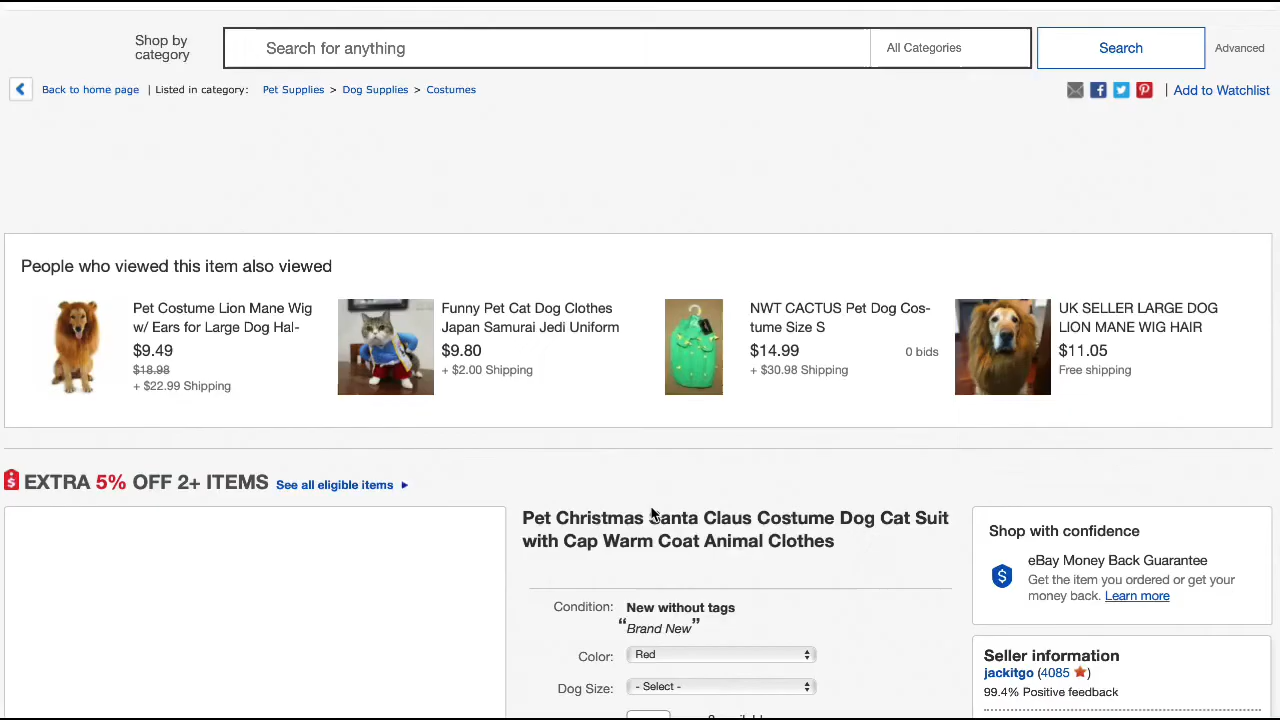 Shop by
category
Search for anything
All Categories
Search
Advanced
Back to home page | Listed in category: Pet Supplies > Dog Supplies > Costumes
| Add to Watchlist
People who viewed this item also viewed
Pet Costume Lion Mane Wig
w/ Ears for Large Dog Hal-
$9.49
$18.98
+ $22.99 Shipping
Funny Pet Cat Dog Clothes
Japan Samurai Jedi Uniform
$9.80
+ $2.00 Shipping
NWT CACTUS Pet Dog Cos-
tume Size S
$14.99 0 bids
+ $30.98 Shipping
UK SELLER LARGE DOG
LION MANE WIG HAIR
$11.05
Free shipping
EXTRA 5% OFF 2+ ITEMS See all eligible items
Pet Christmas Santa Claus Costume Dog Cat Suit
with Cap Warm Coat Animal Clothes
Condition: New without tags
“Brand New”
Color: Red
Dog Size: - Select -
Shop with confidence
eBay Money Back Guarantee
Get the item you ordered or get your
money back. Learn more
Seller information
jackitgo (4085)
99.4% Positive feedback